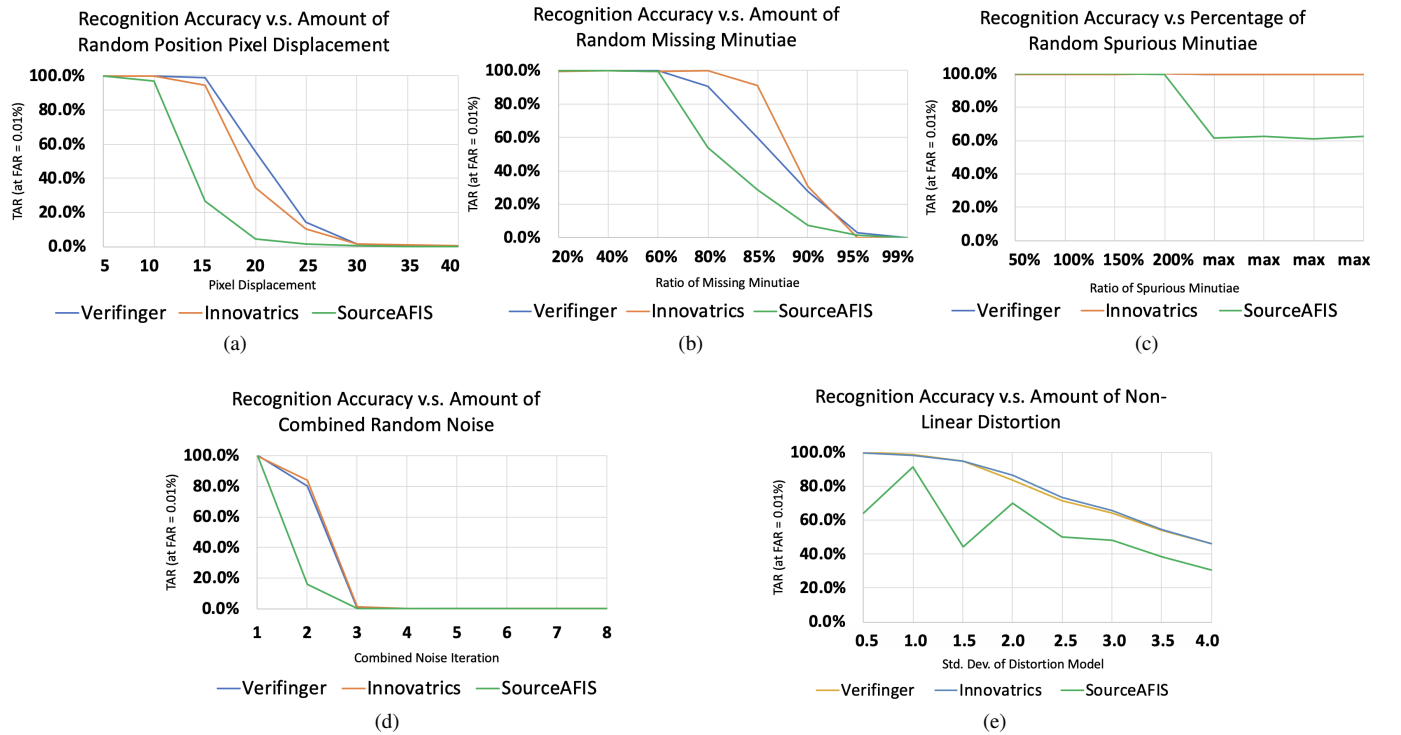 Recognition Accuracy v.s. Amount of
Random Position Pixel Displacement
TAR (at FAR = 0.01%)
100.0%
80.0%
60.0%
40.0%
20.0%
0.0%
5 10 15 20 25 30 35 40
Pixel Displacement
Verifinger Innovatrics SourceAFIS
(a)
Recognition Accuracy v.s. Amount of
Random Missing Minutiae
TAR (at FAR = 0.01%)
100.0%
80.0%
60.0%
40.0%
20.0%
0.0%
20% 40% 60% 80% 85% 90% 95% 99%
Ratio of Missing Minutiae
Verifinger Innovatrics SourceAFIS
(b)
Recognition Accuracy v.s Percentage of
Random Spurious Minutiae
TAR (at FAR = 0.01%)
100.0%
80.0%
60.0%
40.0%
20.0%
0.0%
50% 100% 150% 200% max max max max
Ratio of Spurious Minutiae
Verifinger Innovatrics SourceAFIS
(c)
Recognition Accuracy v.s. Amount of
Combined Random Noise
TAR (at FAR = 0.01%)
100.0%
80.0%
60.0%
40.0%
20.0%
0.0%
1 2 3 4 5 6 7 8
Combined Noise Iteration
Verifinger Innovatrics SourceAFIS
(d)
Recognition Accuracy v.s. Amount of Non-
Linear Distortion
TAR (at FAR = 0.01%)
100.0%
80.0%
60.0%
40.0%
20.0%
0.0%
0.5 1.0 1.5 2.0 2.5 3.0 3.5 4.0
Std. Dev. of Distortion Model
Verifinger Innovatrics SourceAFIS
(e)